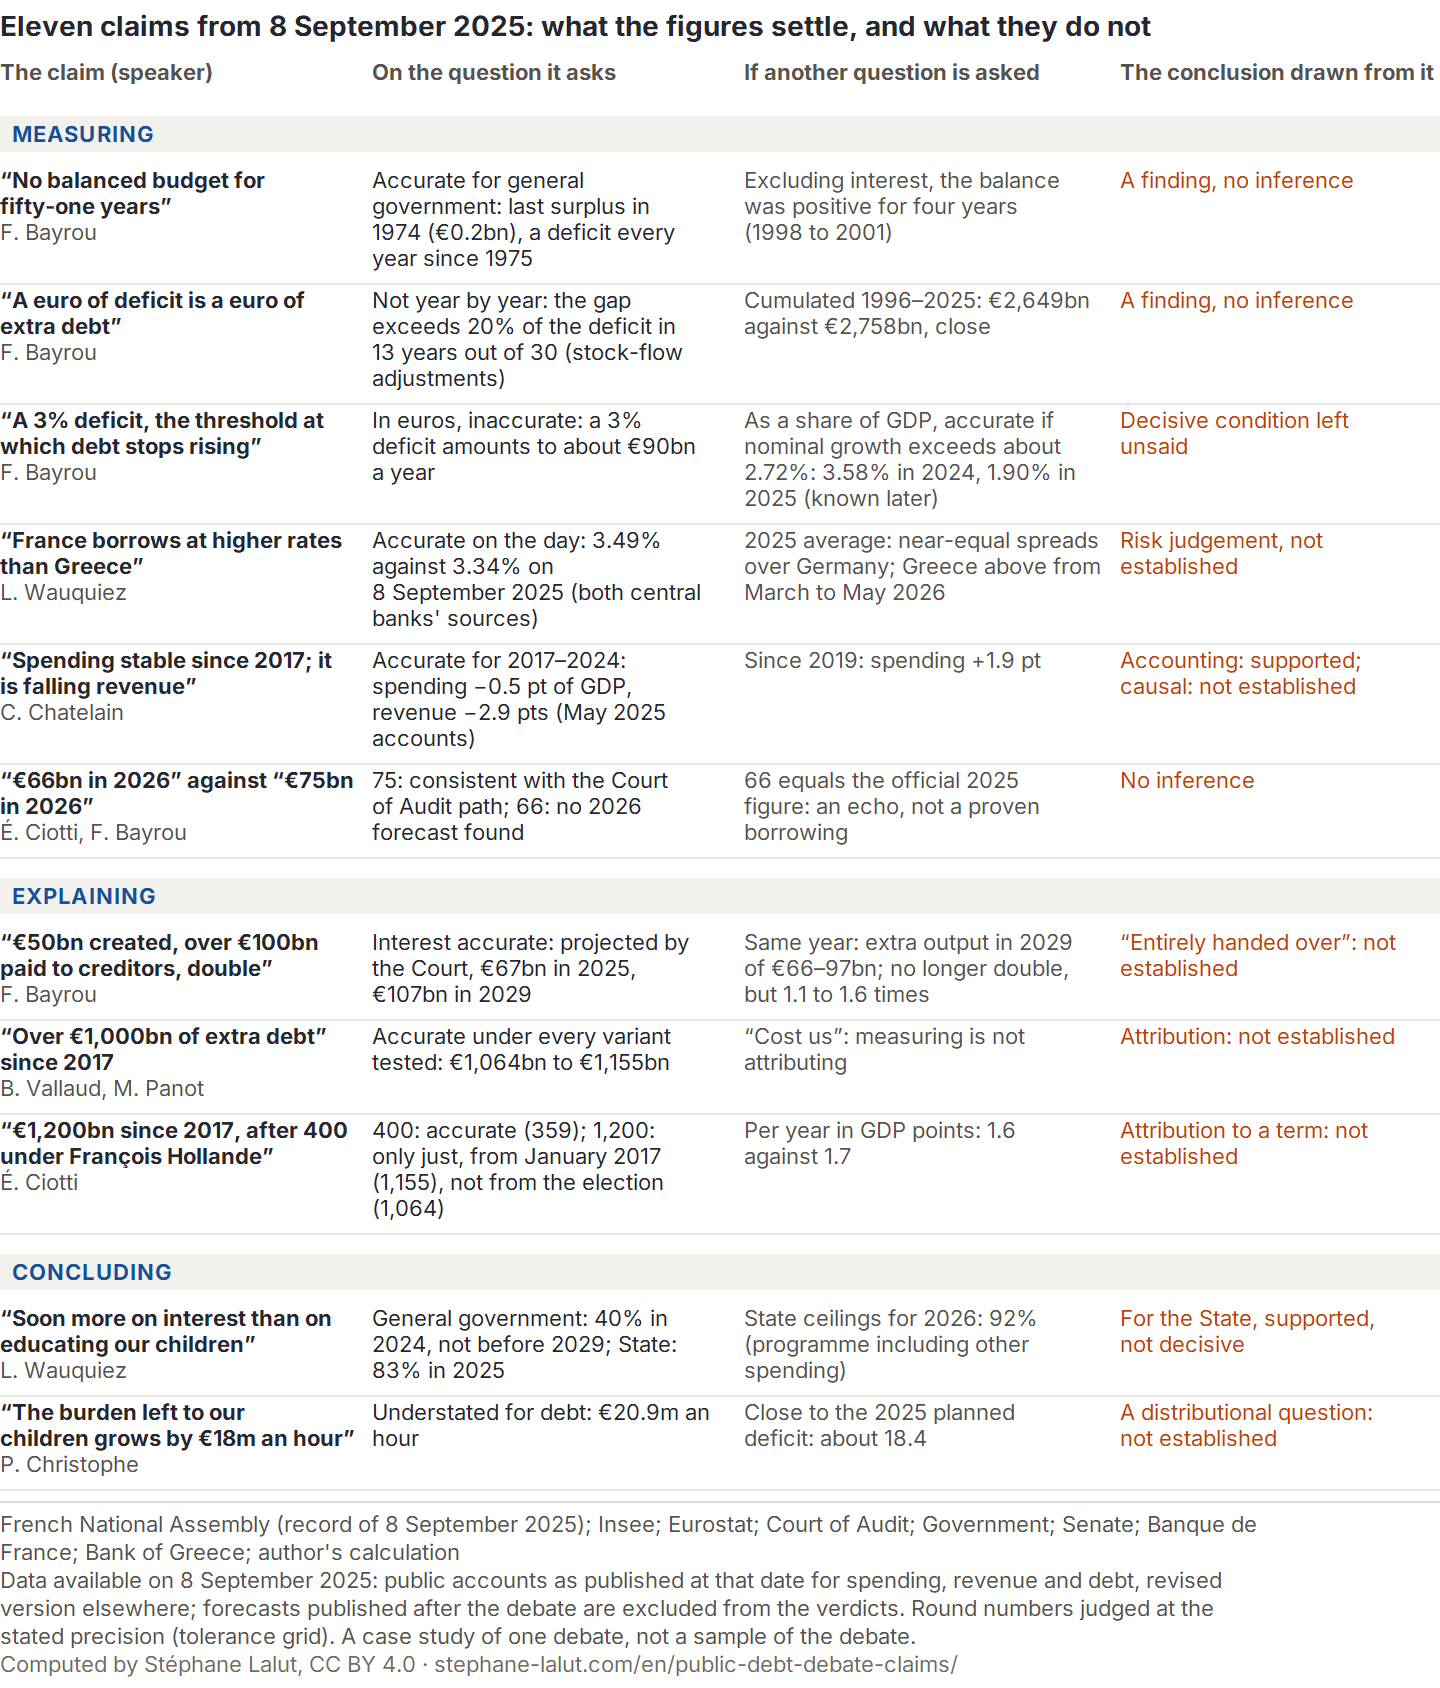 Eleven claims from 8 September 2025: what the figures settle, and what they do not
The claim (speaker)
On the question it asks
If another question is asked
The conclusion drawn from it
MEASURING
“No balanced budget for
fifty-one years”
F. Bayrou
Accurate for general
government: last surplus in
1974 (€0.2bn), a deficit every
year since 1975
Excluding interest, the balance
was positive for four years
(1998 to 2001)
A finding, no inference
“A euro of deficit is a euro of
extra debt”
F. Bayrou
Not year by year: the gap
exceeds 20% of the deficit in
13 years out of 30 (stock-flow
adjustments)
Cumulated 1996–2025: €2,649bn
against €2,758bn, close
A finding, no inference
“A 3% deficit, the threshold at
which debt stops rising”
F. Bayrou
In euros, inaccurate: a 3%
deficit amounts to about €90bn
a year
As a share of GDP, accurate if
nominal growth exceeds about
2.72%: 3.58% in 2024, 1.90% in
2025 (known later)
Decisive condition left
unsaid
“France borrows at higher rates
than Greece”
L. Wauquiez
Accurate on the day: 3.49%
against 3.34% on
8 September 2025 (both central
banks' sources)
2025 average: near-equal spreads
over Germany; Greece above from
March to May 2026
Risk judgement, not
established
“Spending stable since 2017; it
is falling revenue”
C. Chatelain
Accurate for 2017–2024:
spending −0.5 pt of GDP,
revenue −2.9 pts (May 2025
accounts)
Since 2019: spending +1.9 pt
Accounting: supported;
causal: not established
“€66bn in 2026” against “€75bn
in 2026”
É. Ciotti, F. Bayrou
75: consistent with the Court
of Audit path; 66: no 2026
forecast found
66 equals the official 2025
figure: an echo, not a proven
borrowing
No inference
EXPLAINING
“€50bn created, over €100bn
paid to creditors, double”
F. Bayrou
Interest accurate: projected by
the Court, €67bn in 2025,
€107bn in 2029
Same year: extra output in 2029
of €66–97bn; no longer double,
but 1.1 to 1.6 times
“Entirely handed over”: not
established
“Over €1,000bn of extra debt”
since 2017
B. Vallaud, M. Panot
Accurate under every variant
tested: €1,064bn to €1,155bn
“Cost us”: measuring is not
attributing
Attribution: not established
“€1,200bn since 2017, after 400
under François Hollande”
É. Ciotti
400: accurate (359); 1,200:
only just, from January 2017
(1,155), not from the election
(1,064)
Per year in GDP points: 1.6
against 1.7
Attribution to a term: not
established
CONCLUDING
“Soon more on interest than on
educating our children”
L. Wauquiez
General government: 40% in
2024, not before 2029; State:
83% in 2025
State ceilings for 2026: 92%
(programme including other
spending)
For the State, supported,
not decisive
“The burden left to our
children grows by €18m an hour”
P. Christophe
Understated for debt: €20.9m an
hour
Close to the 2025 planned
deficit: about 18.4
A distributional question:
not established
French National Assembly (record of 8 September 2025); Insee; Eurostat; Court of Audit; Government; Senate; Banque de
France; Bank of Greece; author's calculation
Data available on 8 September 2025: public accounts as published at that date for spending, revenue and debt, revised
version elsewhere; forecasts published after the debate are excluded from the verdicts. Round numbers judged at the
stated precision (tolerance grid). A case study of one debate, not a sample of the debate.
Computed by Stéphane Lalut, CC BY 4.0 · stephane-lalut.com/en/public-debt-debate-claims/